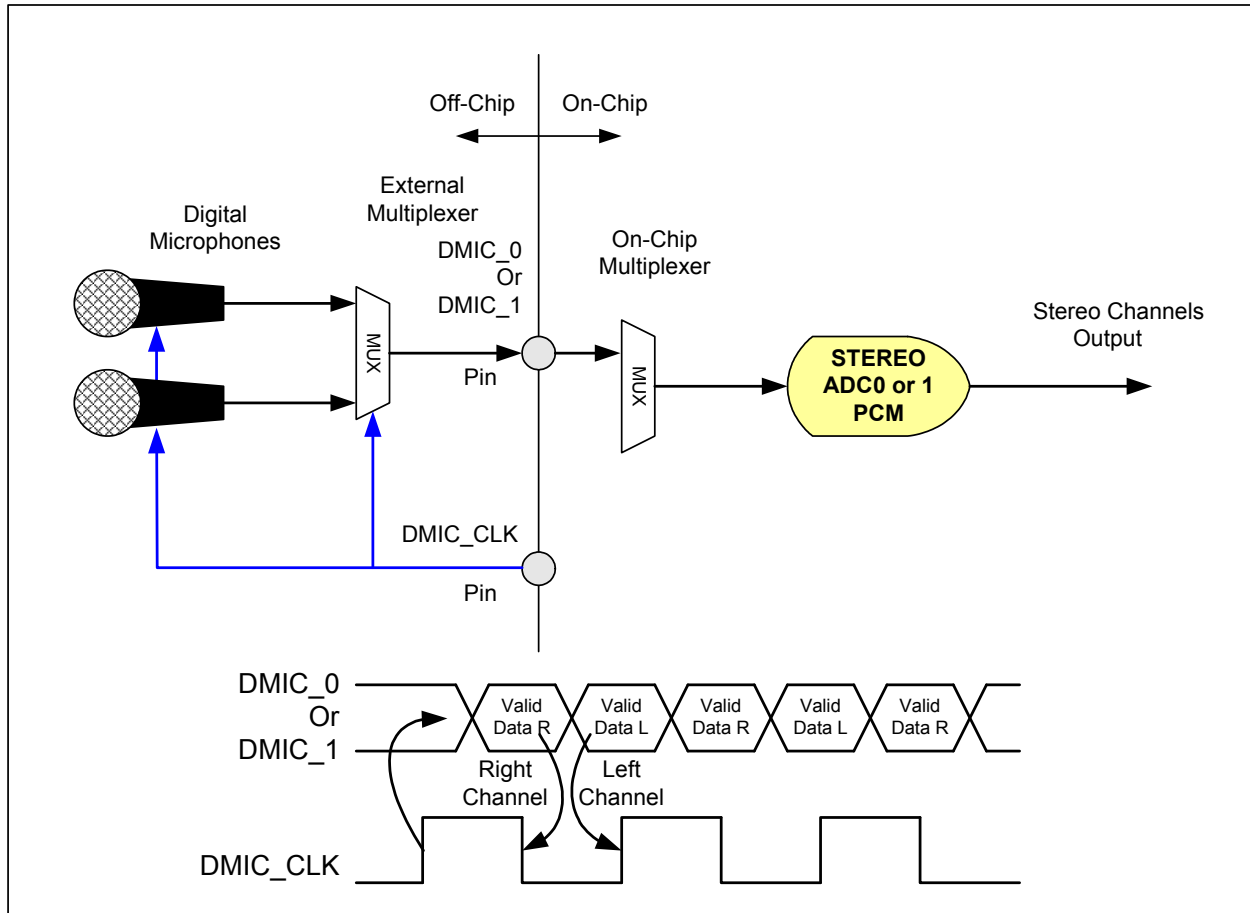 Off-Chip
On-Chip
External
Multiplexer
Digital
Microphones
DMIC_0
Or
DMIC_1
On-Chip
Multiplexer
Stereo Channels
Output
MUX
Pin
MUX
STEREO
ADC0 or 1
PCM
DMIC_CLK
Pin
DMIC_0
Or
DMIC_1
Valid
Data R
Valid
Data L
Valid
Data R
Valid
Data L
Valid
Data R
Right
Channel
Left
Channel
DMIC_CLK